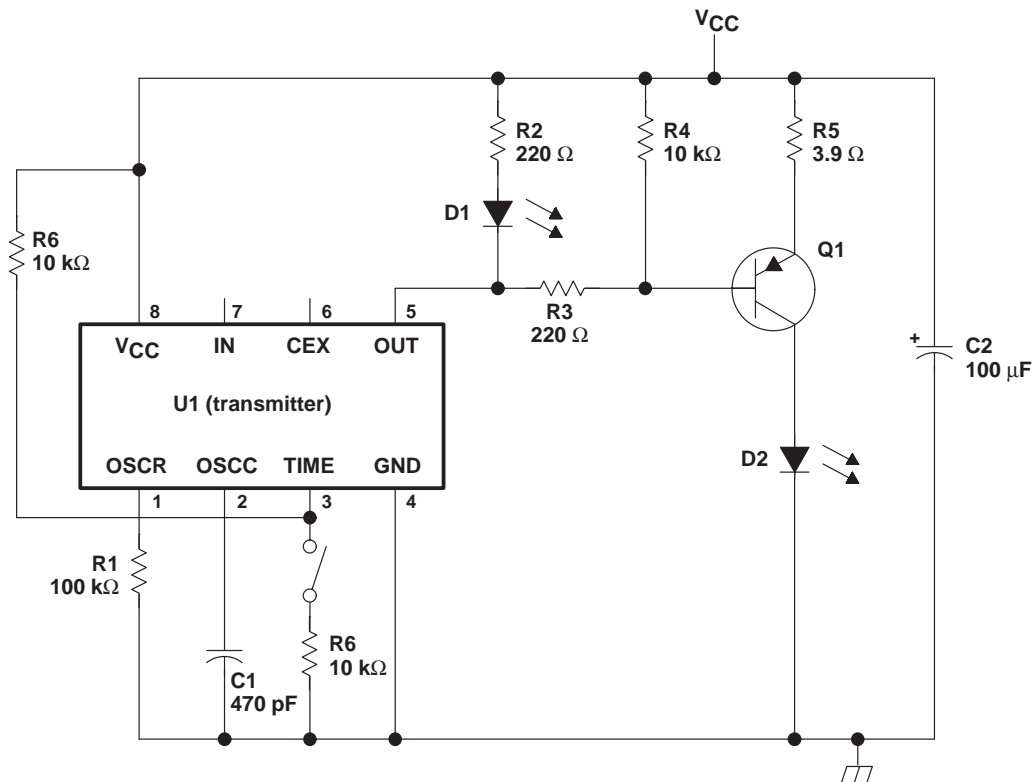 VCC
R2
220 Ω
R4
10 kΩ
R5
3.9 Ω
D1
Q1
R6
10 kΩ
R3
220 Ω
8
7
6
5
VCC
IN
CEX
OUT
+
C2
100 μF
U1 (transmitter)
OSCR
OSCC
TIME
GND
D2
1
2
3
4
R1
100 kΩ
R6
10 kΩ
C1
470 pF